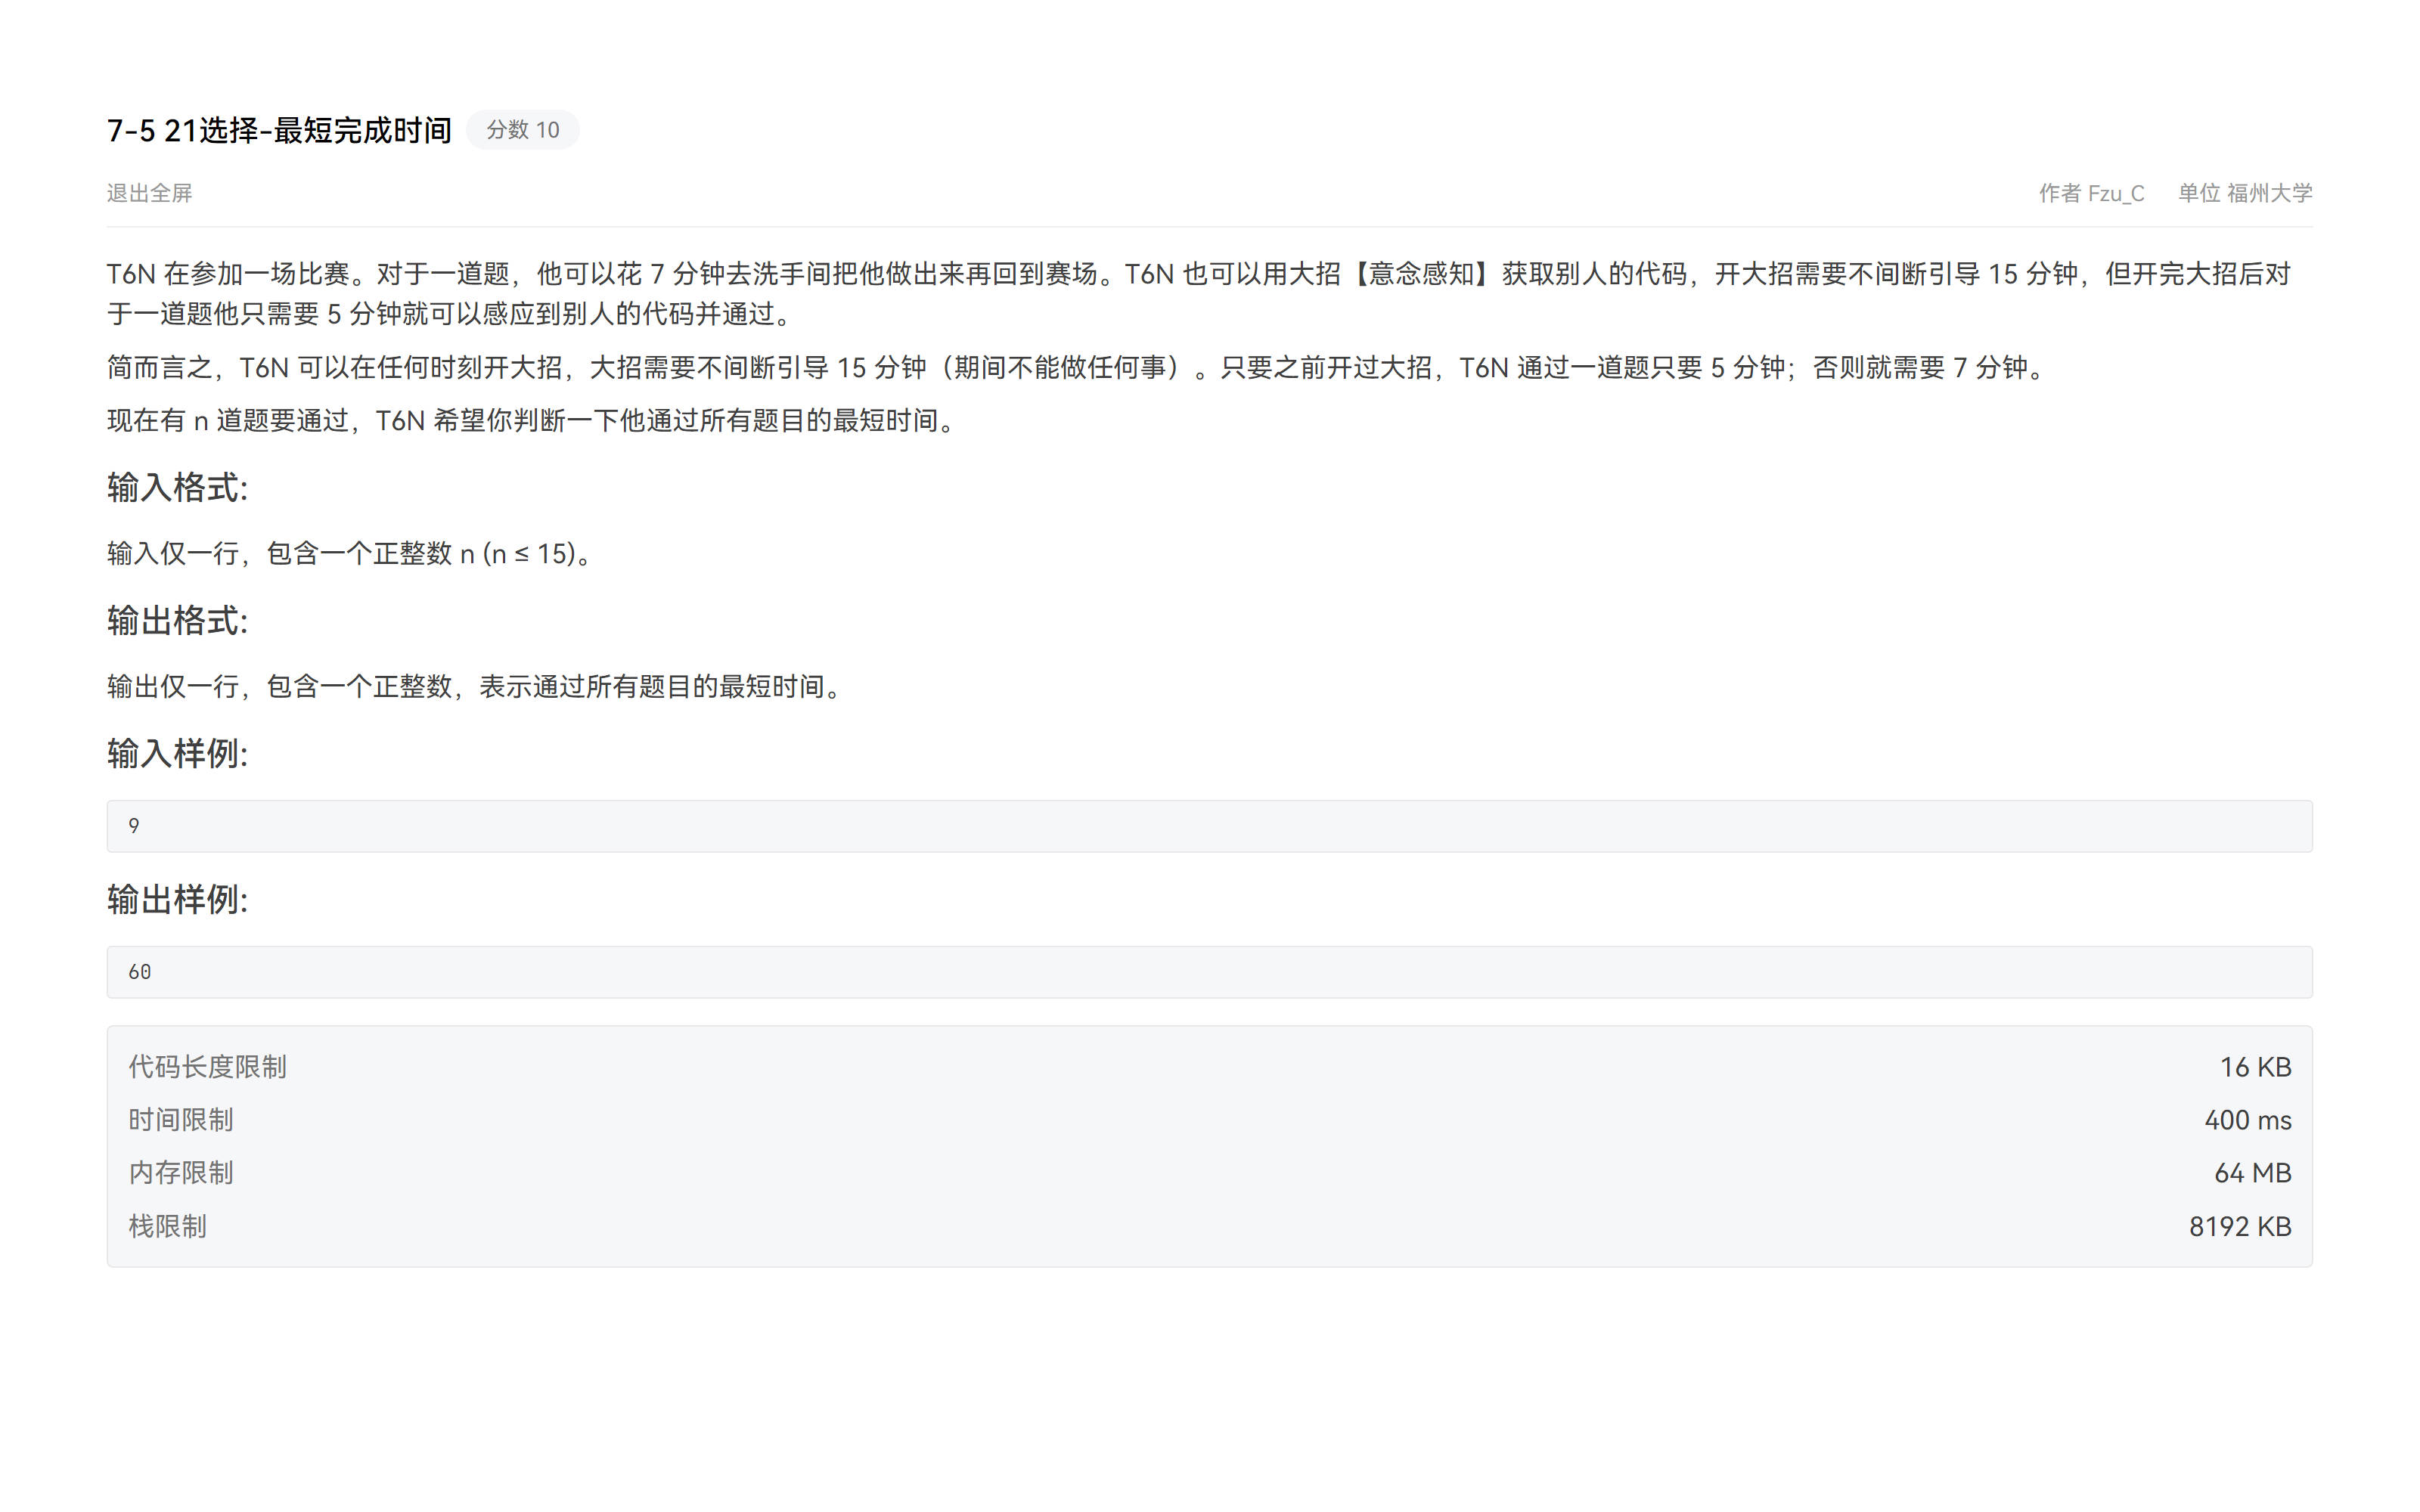 7-5 21选择-最短完成时间 分数 10
退出全屏 作者 Fzu_C 单位 福州大学
T6N 在参加一场比赛。对于一道题，他可以花 7 分钟去洗手间把他做出来再回到赛场。T6N 也可以用大招【意念感知】获取别人的代码，开大招需要不间断引导 15 分钟，但开完大招后对
于一道题他只需要 5 分钟就可以感应到别人的代码并通过。
简而言之，T6N 可以在任何时刻开大招，大招需要不间断引导 15 分钟（期间不能做任何事）。只要之前开过大招，T6N 通过一道题只要 5 分钟；否则就需要 7 分钟。
现在有 n 道题要通过，T6N 希望你判断一下他通过所有题目的最短时间。
输入格式:
输入仅一行，包含一个正整数 n (n ≤ 15)。
输出格式:
输出仅一行，包含一个正整数，表示通过所有题目的最短时间。
输入样例:
9
输出样例:
60
代码长度限制 16 KB
时间限制 400 ms
内存限制 64 MB
栈限制 8192 KB